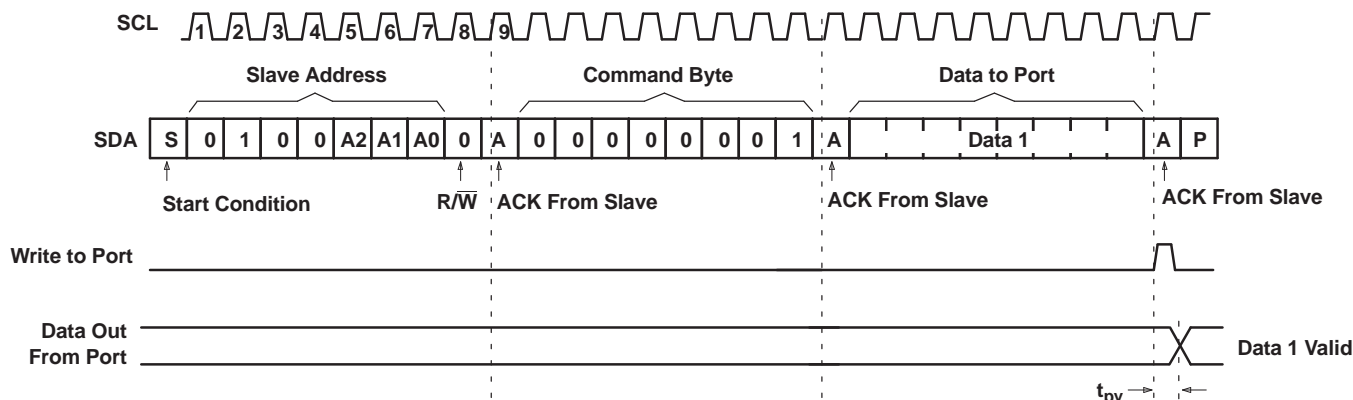 SCL 1 2 3 4 5 6 7 8 9
Slave Address Command Byte Data to Port
SDA S 0 1 0 0 A2 A1 A0 0 A 0 0 0 0 0 0 0 1 A Data 1 A P
Start Condition R/W̅ ACK From Slave ACK From Slave ACK From Slave
Write to Port
Data Out
From Port
Data 1 Valid
tpv